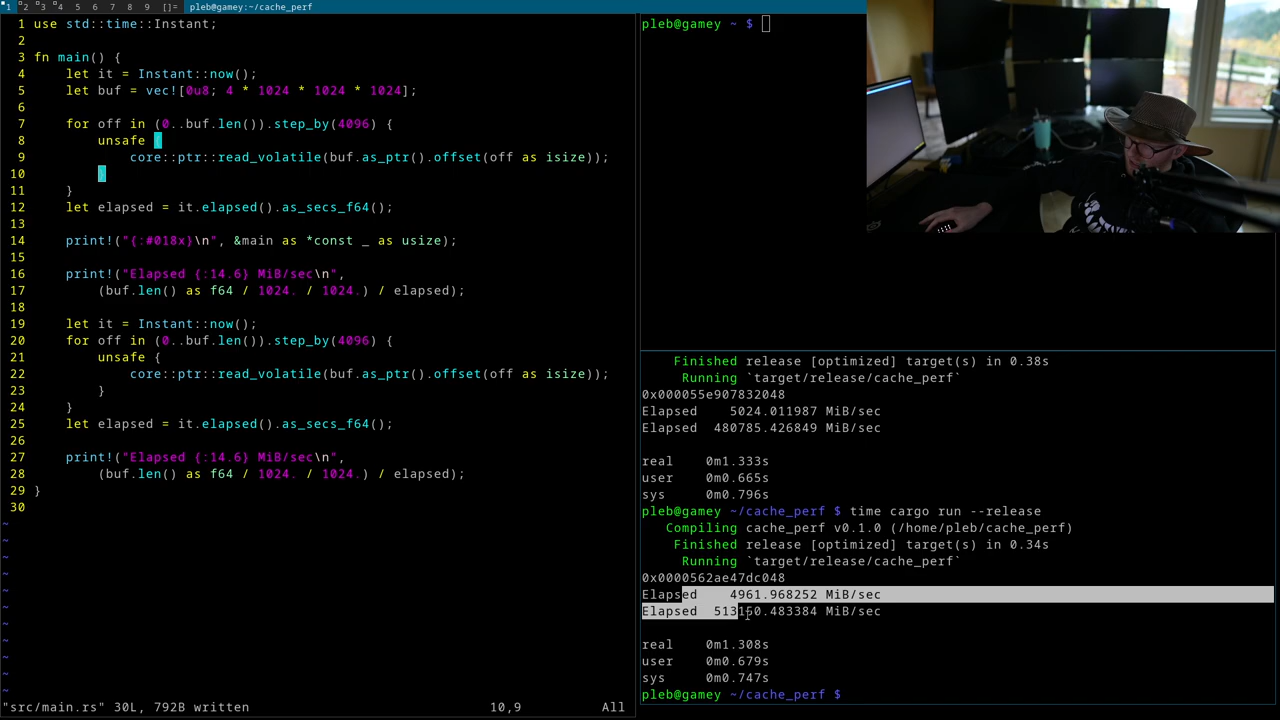 1 2 3 4 5 6 7 8 9 []= pleb@gamey:~/cache_perf
1 use std::time::Instant;
2
3 fn main() {
4     let it = Instant::now();
5     let buf = vec![0u8; 4 * 1024 * 1024 * 1024];
6
7     for off in (0..buf.len()).step_by(4096) {
8         unsafe {
9             core::ptr::read_volatile(buf.as_ptr().offset(off as isize));
10         }
11     }
12     let elapsed = it.elapsed().as_secs_f64();
13
14     print!("{:#018x}\n", &main as *const _ as usize);
15
16     print!("Elapsed {:14.6} MiB/sec\n",
17         (buf.len() as f64 / 1024. / 1024.) / elapsed);
18
19     let it = Instant::now();
20     for off in (0..buf.len()).step_by(4096) {
21         unsafe {
22             core::ptr::read_volatile(buf.as_ptr().offset(off as isize));
23         }
24     }
25     let elapsed = it.elapsed().as_secs_f64();
26
27     print!("Elapsed {:14.6} MiB/sec\n",
28         (buf.len() as f64 / 1024. / 1024.) / elapsed);
29 }
30
~
~
~
~
~
~
~
~
~
~
~
"src/main.rs" 30L, 792B written 10,9 All
pleb@gamey ~ $
Finished release [optimized] target(s) in 0.38s
Running `target/release/cache_perf`
0x000055e907832048
Elapsed    5024.011987 MiB/sec
Elapsed  480785.426849 MiB/sec
real    0m1.333s
user    0m0.665s
sys     0m0.796s
pleb@gamey ~/cache_perf $ time cargo run --release
Compiling cache_perf v0.1.0 (/home/pleb/cache_perf)
Finished release [optimized] target(s) in 0.34s
Running `target/release/cache_perf`
0x0000562ae47dc048
Elapsed    4961.968252 MiB/sec
Elapsed  513150.483384 MiB/sec
real    0m1.308s
user    0m0.679s
sys     0m0.747s
pleb@gamey ~/cache_perf $